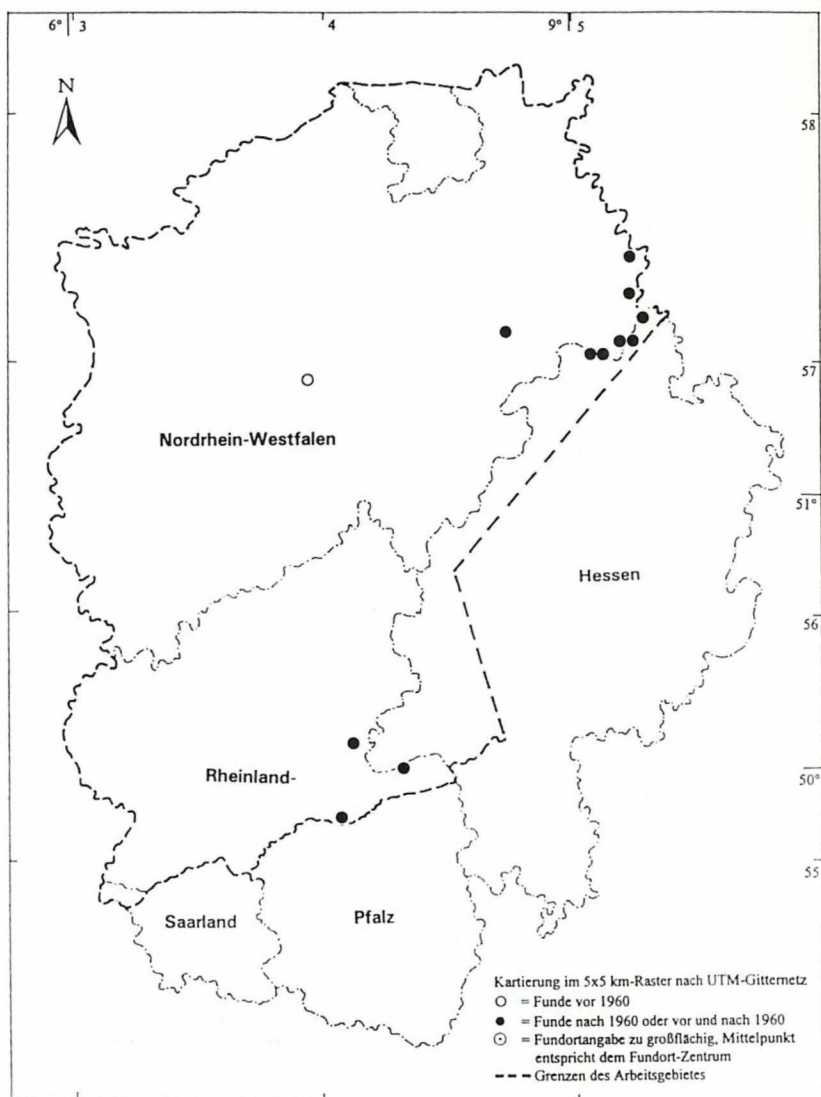 6° 3 4 9° 5
N
58
57
Nordrhein-Westfalen
51°
Hessen
56
Rheinland-
50°
55
Saarland
Pfalz
Kartierung im 5x5 km-Raster nach UTM-Gitternetz
= Funde vor 1960
= Funde nach 1960 oder vor und nach 1960
= Fundortangabe zu großflächig, Mittelpunkt
entspricht dem Fundort-Zentrum
Grenzen des Arbeitsgebietes